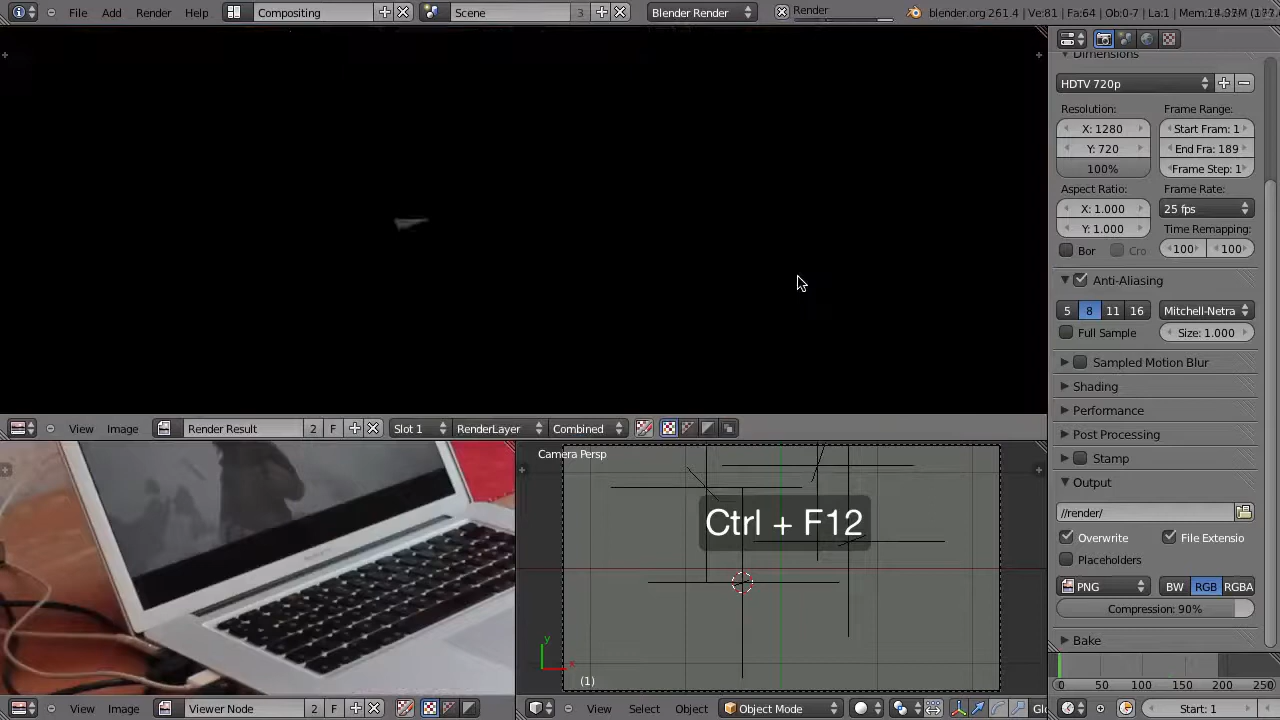 File Add Render Help Compositing Scene 3 Blender Render Render blender.org 261.4 | Ve:81 | Fa:64 | Ob:0-7 | La:1 |
Dimensions
HDTV 720p
Resolution: Frame Range:
X: 1280 Start Fram: 1
Y: 720 End Fra: 189
100% Frame Step: 1
Aspect Ratio: Frame Rate:
X: 1.000 25 fps
Y: 1.000 Time Remapping:
Bor Cro 100 100
Anti-Aliasing
5 8 11 16 Mitchell-Netra
Full Sample Size: 1.000
Sampled Motion Blur
Shading
Performance
Post Processing
Stamp
Output
//render/
Overwrite File Extensio
Placeholders
PNG BW RGB RGBA
Compression: 90%
Bake
View Image Render Result 2 F Slot 1 RenderLayer Combined
Camera Persp
Ctrl + F12
y
x
(1)
0 50 100 150 200 250
View Image Viewer Node 2 F
View Select Object Object Mode Glo
Start: 1